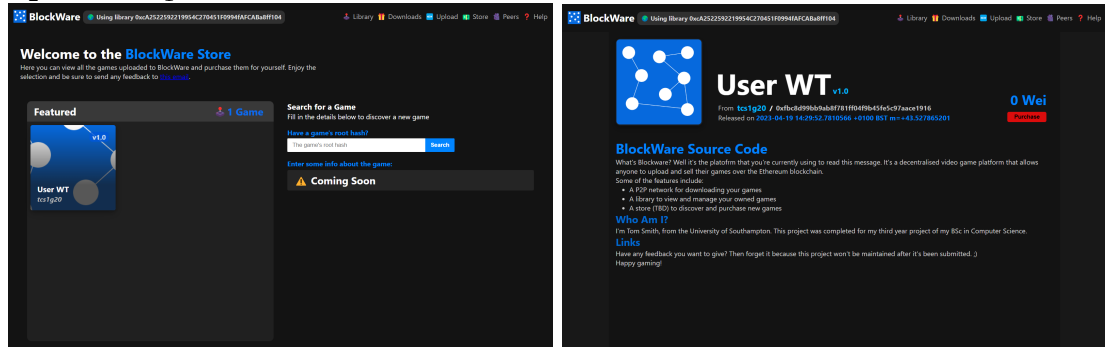 BlockWare Using library 0xcA2522592219954C270451F0994fAFCABa8ff104 Library Downloads Upload Store Peers ? Help
Welcome to the BlockWare Store
Here you can view all the games uploaded to BlockWare and purchase them for yourself. Enjoy the
selection and be sure to send any feedback to
Featured 1 Game
v1.0
User WT
tcs1g20
Search for a Game
Fill in the details below to discover a new game
Have a game's root hash?
The game's root hash Search
Enter some info about the game:
Coming Soon
BlockWare Using library 0xcA2522592219954C270451F0994fAFCABa8ff104 Library Downloads Upload Store Peers ? Help
User WT v1.0
From tcs1g20 / 0xfbc8d99bb9ab8f781ff04f9b45fe5c97aace1916
Released on 2023-04-19 14:29:52.7810566 +0100 BST m=+43.527865201
0 Wei
Purchase
BlockWare Source Code
What's Blockware? Well it's the platofrm that you're currently using to read this message. It's a decentralised video game platform that allows
anyone to upload and sell their games over the Ethereum blockchain.
Some of the features include:
• A P2P network for downloading your games
• A library to view and manage your owned games
• A store (TBD) to discover and purchase new games
Who Am I?
I'm Tom Smith, from the University of Southampton. This project was completed for my third year project of my BSc in Computer Science.
Links
Have any feedback you want to give? Then forget it because this project won't be maintained after it's been submitted. ;)
Happy gaming!